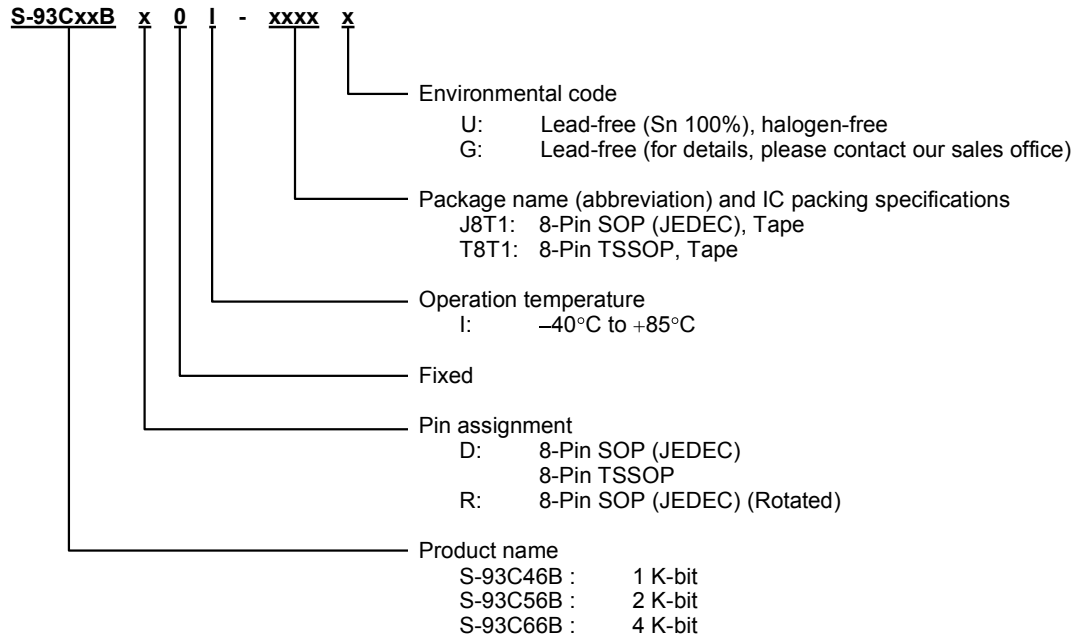 S-93CxxB x 0 I - xxxx x
Environmental code
U: Lead-free (Sn 100%), halogen-free
G: Lead-free (for details, please contact our sales office)
Package name (abbreviation) and IC packing specifications
J8T1: 8-Pin SOP (JEDEC), Tape
T8T1: 8-Pin TSSOP, Tape
Operation temperature
I: –40°C to +85°C
Fixed
Pin assignment
D: 8-Pin SOP (JEDEC)
8-Pin TSSOP
R: 8-Pin SOP (JEDEC) (Rotated)
Product name
S-93C46B : 1 K-bit
S-93C56B : 2 K-bit
S-93C66B : 4 K-bit